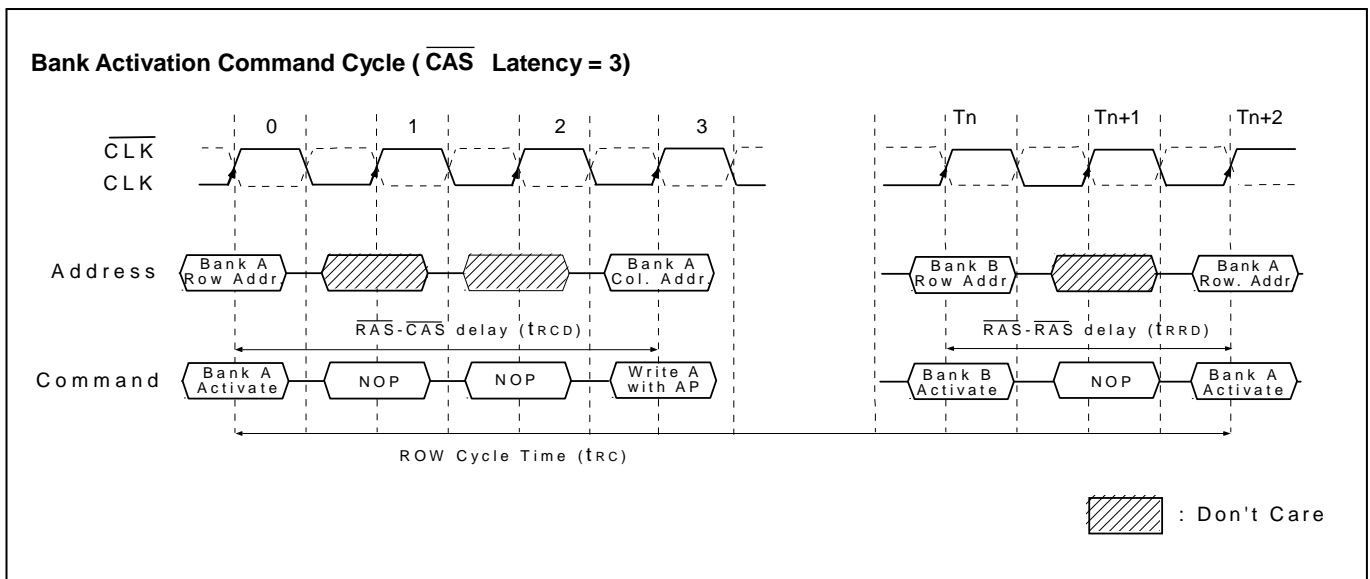 Bank Activation Command Cycle ( CAS Latency = 3)
0 1 2 3 Tn Tn+1 Tn+2
CLK
CLK
Address
Bank A
Row Addr.
Bank A
Col. Addr.
Bank B
Row Addr
Bank A
Row. Addr
RAS-CAS delay (tRCD)
RAS-RAS delay (tRRD)
Command
Bank A
Activate
NOP
NOP
Write A
with AP
Bank B
Activate
NOP
Bank A
Activate
ROW Cycle Time (tRC)
: Don't Care